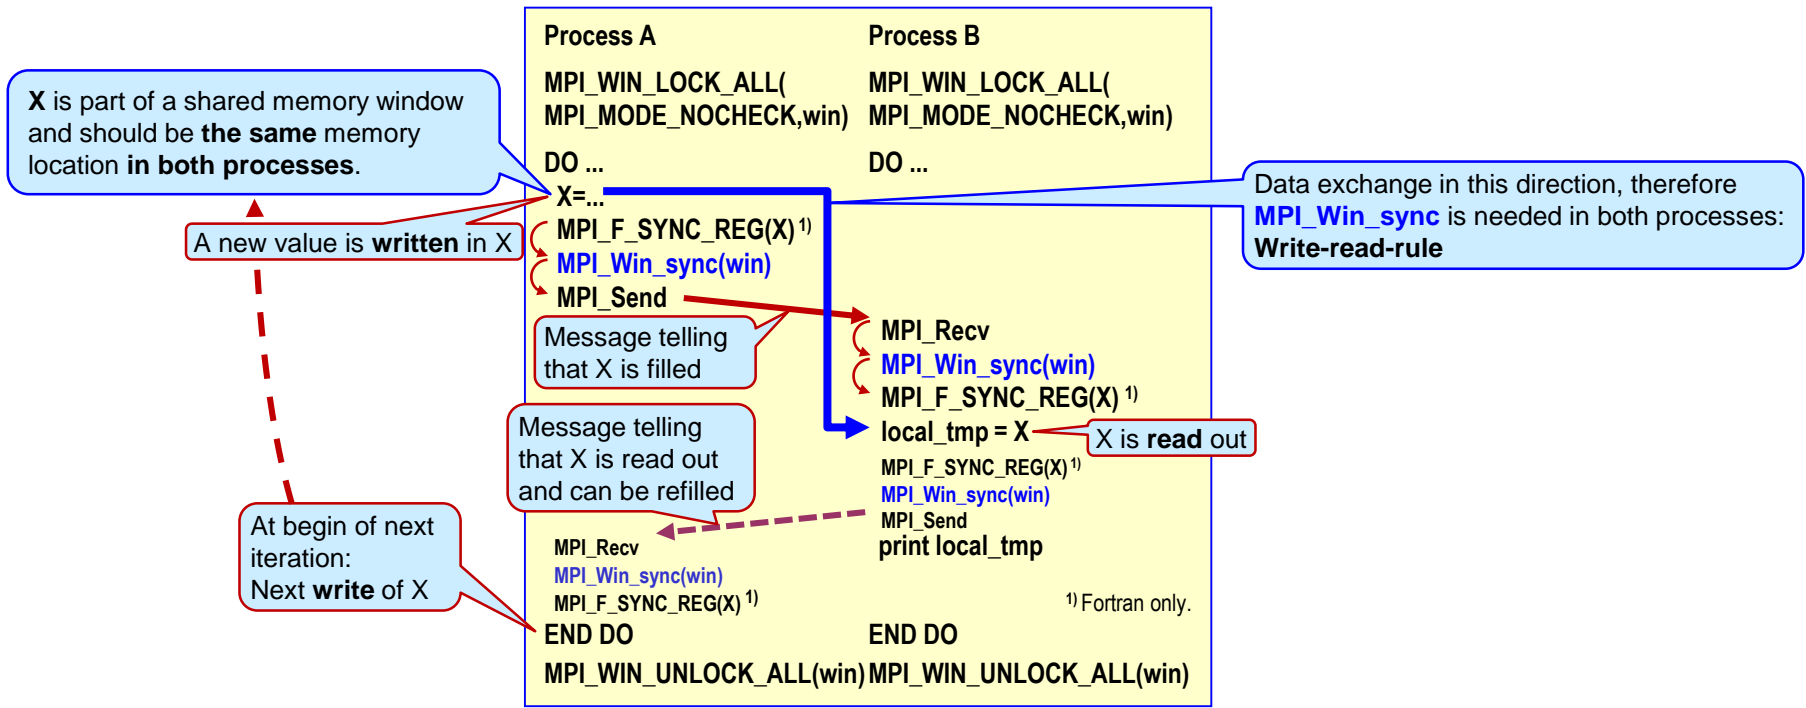 Process A
MPI_WIN_LOCK_ALL(
MPI_MODE_NOCHECK,win)
DO ...
X=...
MPI_F_SYNC_REG(X) 1)
MPI_Win_sync(win)
MPI_Send
MPI_Recv
MPI_Win_sync(win)
MPI_F_SYNC_REG(X) 1)
END DO
MPI_WIN_UNLOCK_ALL(win)
Process B
MPI_WIN_LOCK_ALL(
MPI_MODE_NOCHECK,win)
DO ...
MPI_Recv
MPI_Win_sync(win)
MPI_F_SYNC_REG(X) 1)
local_tmp = X
MPI_F_SYNC_REG(X) 1)
MPI_Win_sync(win)
MPI_Send
print local_tmp
1) Fortran only.
END DO
MPI_WIN_UNLOCK_ALL(win)
X is part of a shared memory window
and should be the same memory
location in both processes.
A new value is written in X
Message telling
that X is filled
Message telling
that X is read out
and can be refilled
At begin of next
iteration:
Next write of X
Data exchange in this direction, therefore
MPI_Win_sync is needed in both processes:
Write-read-rule
X is read out